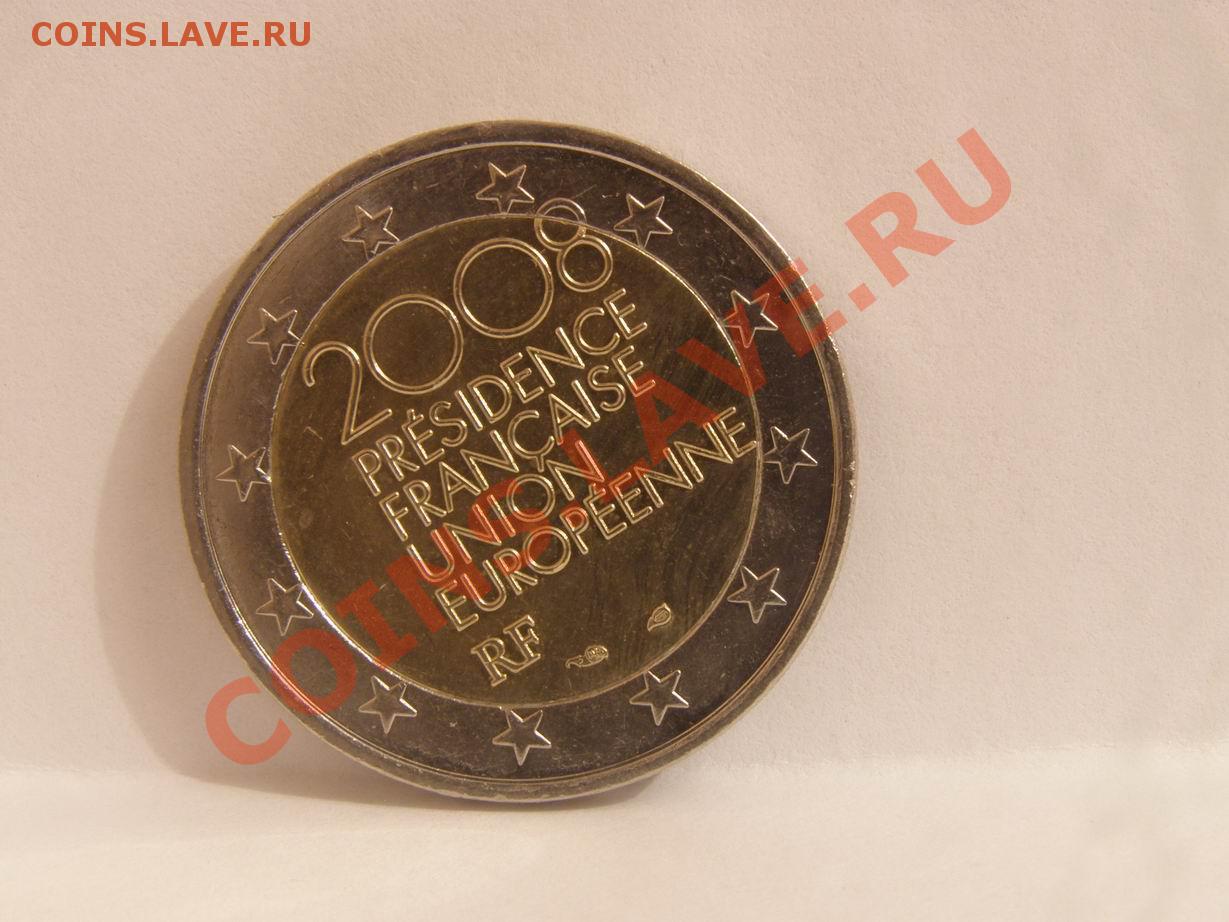 COINS.LAVE.RU
2008
PRÉSIDENCE
FRANÇAISE
UNION
EUROPÉENNE
RF
COINS.LAVE.RU